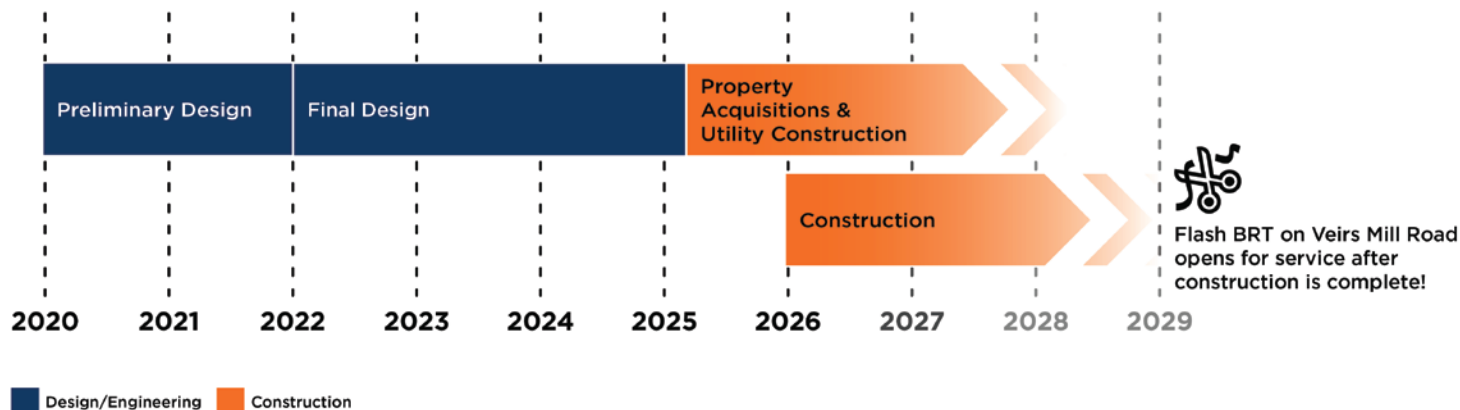 Preliminary Design
Final Design
Property
Acquisitions &
Utility Construction
Construction
Flash BRT on Veirs Mill Road
opens for service after
construction is complete!
2020 2021 2022 2023 2024 2025 2026 2027 2028 2029
Design/Engineering Construction